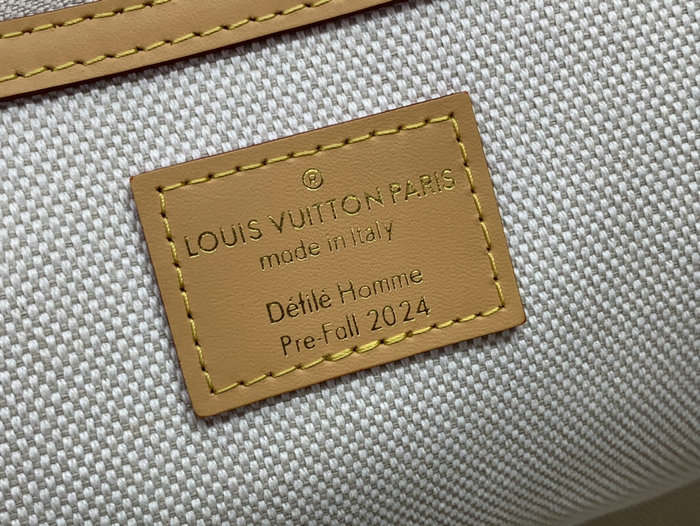 ®
LOUIS VUITTON PARIS
made in Italy
Défilé Homme
Pre-Fall 2024